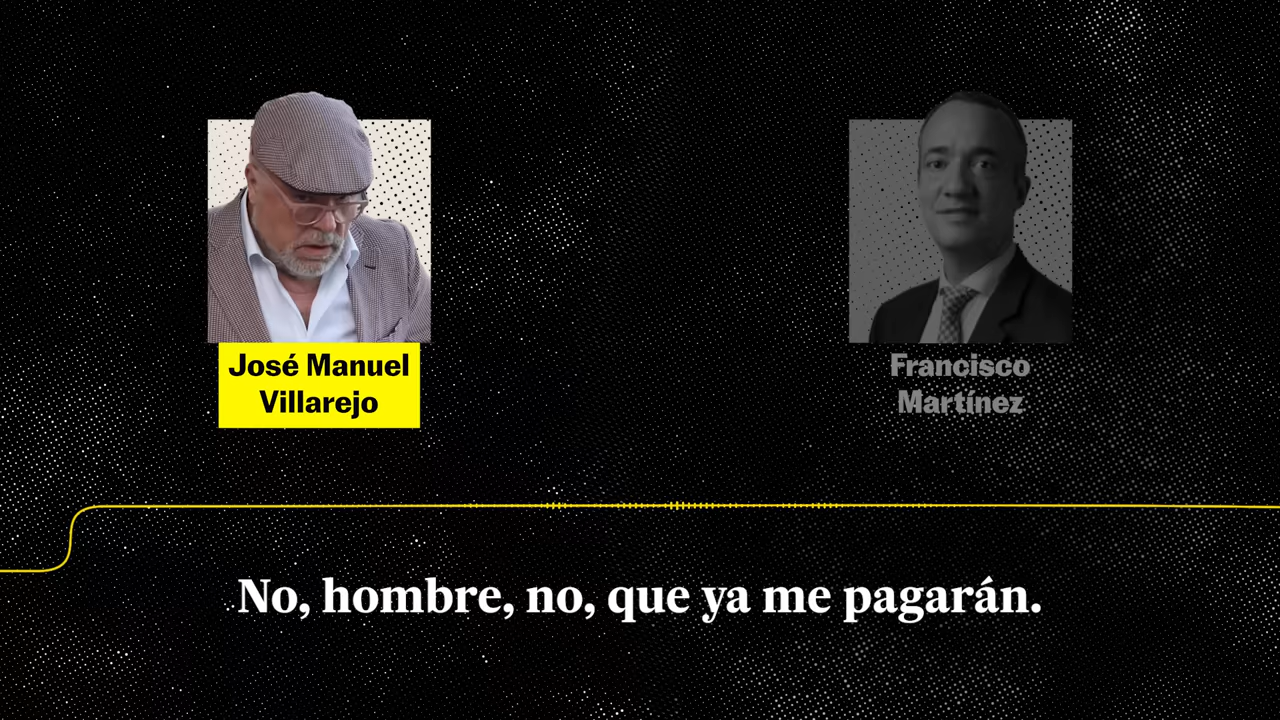 José Manuel
Villarejo
Francisco
Martínez
No, hombre, no, que ya me pagarán.